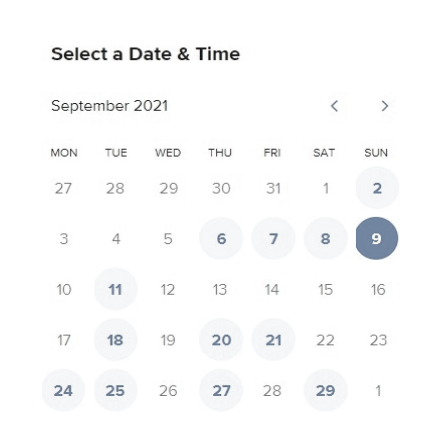 Select a Date & Time
September 2021
MON TUE WED THU FRI SAT SUN
27 28 29 30 31 1 2
3 4 5 6 7 8 9
10 11 12 13 14 15 16
17 18 19 20 21 22 23
24 25 26 27 28 29 1